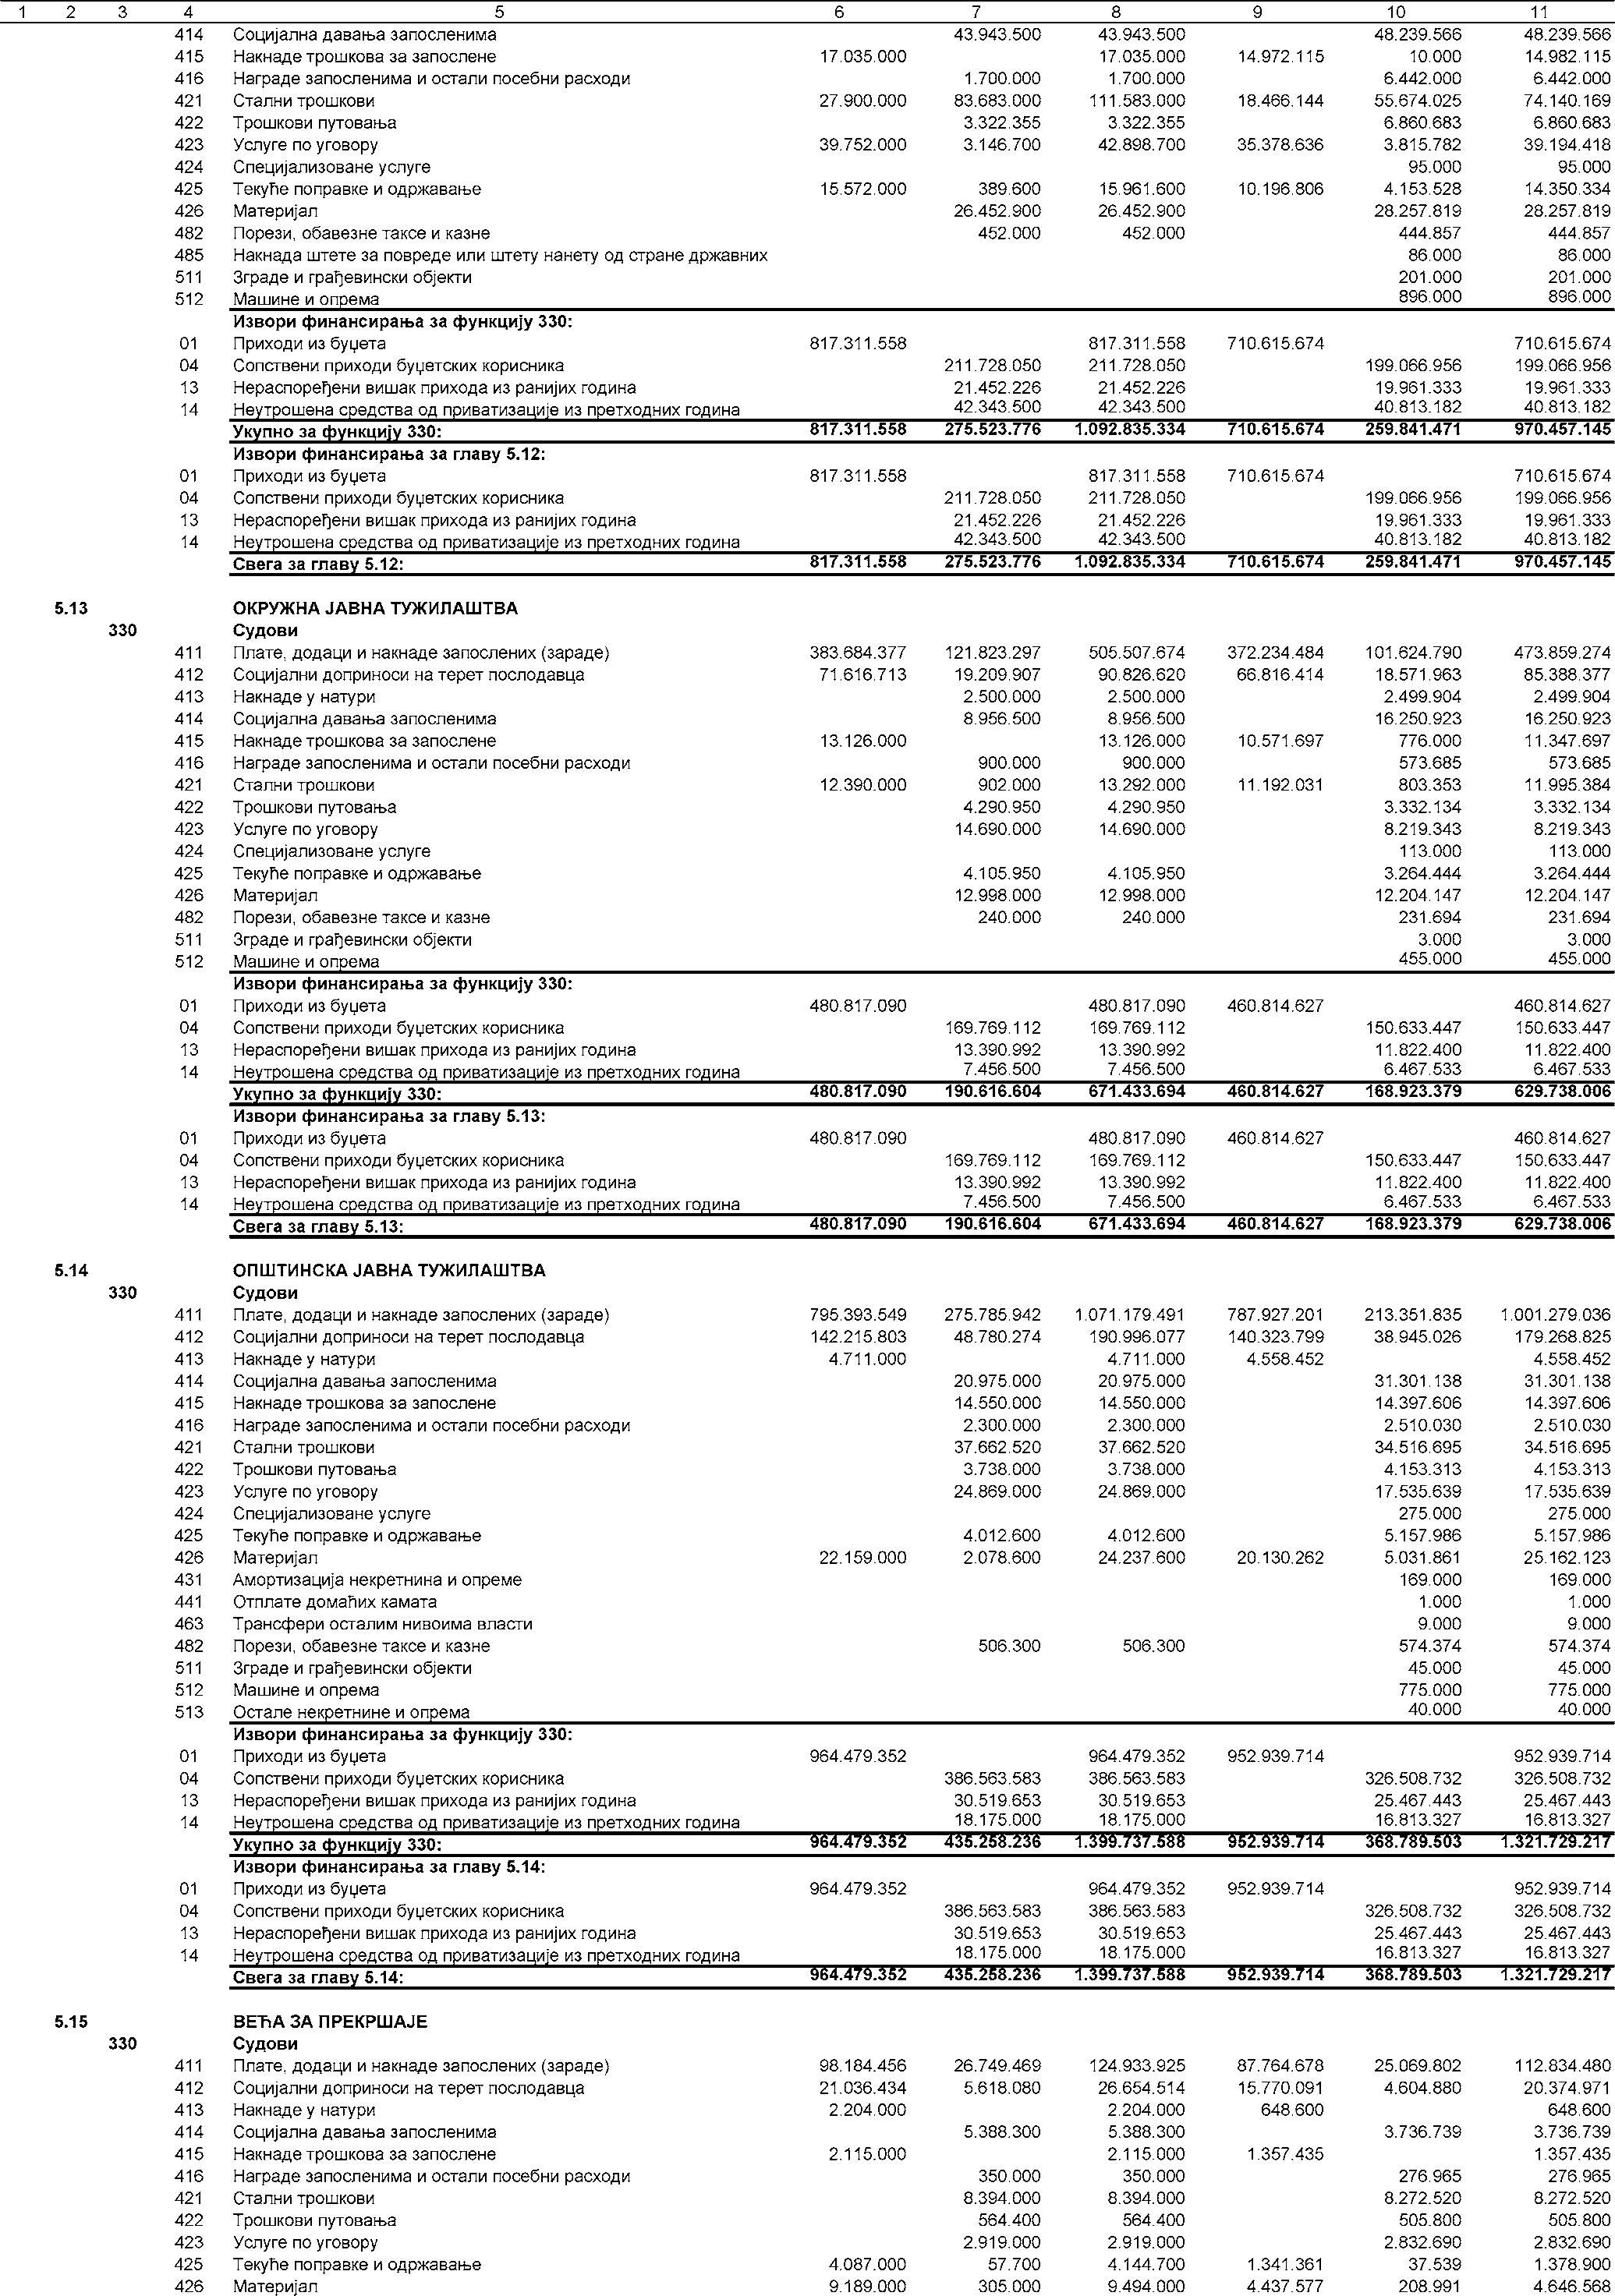 1 2 3 4 5 6 7 8 9 10 11
414 Социјална давања запосленима 43.943.500 43.943.500 48.239.566 48.239.566
415 Накнаде трошкова за запослене 17.035.000 17.035.000 14.972.115 10.000 14.982.115
416 Награде запосленима и остали посебни расходи 1.700.000 1.700.000 6.442.000 6.442.000
421 Стални трошкови 27.900.000 83.683.000 111.583.000 18.466.144 55.674.025 74.140.169
422 Трошкови путовања 3.322.355 3.322.355 6.860.683 6.860.683
423 Услуге по уговору 39.752.000 3.146.700 42.898.700 35.378.636 3.815.782 39.194.418
424 Специјализоване услуге 95.000 95.000
425 Текуће поправке и одржавање 15.572.000 389.600 15.961.600 10.196.806 4.153.528 14.350.334
426 Материјал 26.452.900 26.452.900 28.257.819 28.257.819
482 Порези, обавезне таксе и казне 452.000 452.000 444.857 444.857
485 Накнада штете за повреде или штету нанету од стране државних 86.000 86.000
511 Зграде и грађевински објекти 201.000 201.000
512 Машине и опрема 896.000 896.000
Извори финансирања за функцију 330:
01 Приходи из буџета 817.311.558 817.311.558 710.615.674 710.615.674
04 Сопствени приходи буџетских корисника 211.728.050 211.728.050 199.066.956 199.066.956
13 Нераспоређени вишак прихода из ранијих година 21.452.226 21.452.226 19.961.333 19.961.333
14 Неутрошена средства од приватизације из претходних година 42.343.500 42.343.500 40.813.182 40.813.182
Укупно за функцију 330: 817.311.558 275.523.776 1.092.835.334 710.615.674 259.841.471 970.457.145
Извори финансирања за главу 5.12:
01 Приходи из буџета 817.311.558 817.311.558 710.615.674 710.615.674
04 Сопствени приходи буџетских корисника 211.728.050 211.728.050 199.066.956 199.066.956
13 Нераспоређени вишак прихода из ранијих година 21.452.226 21.452.226 19.961.333 19.961.333
14 Неутрошена средства од приватизације из претходних година 42.343.500 42.343.500 40.813.182 40.813.182
Свега за главу 5.12: 817.311.558 275.523.776 1.092.835.334 710.615.674 259.841.471 970.457.145
5.13 ОКРУЖНА ЈАВНА ТУЖИЛАШТВА
330 Судови
411 Плате, додаци и накнаде запослених (зараде) 383.684.377 121.823.297 505.507.674 372.234.484 101.624.790 473.859.274
412 Социјални доприноси на терет послодавца 71.616.713 19.209.907 90.826.620 66.816.414 18.571.963 85.388.377
413 Накнаде у натури 2.500.000 2.500.000 2.499.904 2.499.904
414 Социјална давања запосленима 8.956.500 8.956.500 16.250.923 16.250.923
415 Накнаде трошкова за запослене 13.126.000 13.126.000 10.571.697 776.000 11.347.697
416 Награде запосленима и остали посебни расходи 900.000 900.000 573.685 573.685
421 Стални трошкови 12.390.000 902.000 13.292.000 11.192.031 803.353 11.995.384
422 Трошкови путовања 4.290.950 4.290.950 3.332.134 3.332.134
423 Услуге по уговору 14.690.000 14.690.000 8.219.343 8.219.343
424 Специјализоване услуге 113.000 113.000
425 Текуће поправке и одржавање 4.105.950 4.105.950 3.264.444 3.264.444
426 Материјал 12.998.000 12.998.000 12.204.147 12.204.147
482 Порези, обавезне таксе и казне 240.000 240.000 231.694 231.694
511 Зграде и грађевински објекти 3.000 3.000
512 Машине и опрема 455.000 455.000
Извори финансирања за функцију 330:
01 Приходи из буџета 480.817.090 480.817.090 460.814.627 460.814.627
04 Сопствени приходи буџетских корисника 169.769.112 169.769.112 150.633.447 150.633.447
13 Нераспоређени вишак прихода из ранијих година 13.390.992 13.390.992 11.822.400 11.822.400
14 Неутрошена средства од приватизације из претходних година 7.456.500 7.456.500 6.467.533 6.467.533
Укупно за функцију 330: 480.817.090 190.616.604 671.433.694 460.814.627 168.923.379 629.738.006
Извори финансирања за главу 5.13:
01 Приходи из буџета 480.817.090 480.817.090 460.814.627 460.814.627
04 Сопствени приходи буџетских корисника 169.769.112 169.769.112 150.633.447 150.633.447
13 Нераспоређени вишак прихода из ранијих година 13.390.992 13.390.992 11.822.400 11.822.400
14 Неутрошена средства од приватизације из претходних година 7.456.500 7.456.500 6.467.533 6.467.533
Свега за главу 5.13: 480.817.090 190.616.604 671.433.694 460.814.627 168.923.379 629.738.006
5.14 ОПШТИНСКА ЈАВНА ТУЖИЛАШТВА
330 Судови
411 Плате, додаци и накнаде запослених (зараде) 795.393.549 275.785.942 1.071.179.491 787.927.201 213.351.835 1.001.279.036
412 Социјални доприноси на терет послодавца 142.215.803 48.780.274 190.996.077 140.323.799 38.945.026 179.268.825
413 Накнаде у натури 4.711.000 4.711.000 4.558.452 4.558.452
414 Социјална давања запосленима 20.975.000 20.975.000 31.301.138 31.301.138
415 Накнаде трошкова за запослене 14.550.000 14.550.000 14.397.606 14.397.606
416 Награде запосленима и остали посебни расходи 2.300.000 2.300.000 2.510.030 2.510.030
421 Стални трошкови 37.662.520 37.662.520 34.516.695 34.516.695
422 Трошкови путовања 3.738.000 3.738.000 4.153.313 4.153.313
423 Услуге по уговору 24.869.000 24.869.000 17.535.639 17.535.639
424 Специјализоване услуге 275.000 275.000
425 Текуће поправке и одржавање 4.012.600 4.012.600 5.157.986 5.157.986
426 Материјал 22.159.000 2.078.600 24.237.600 20.130.262 5.031.861 25.162.123
431 Амортизација некретнина и опреме 169.000 169.000
441 Отплате домаћих камата 1.000 1.000
463 Трансфери осталим нивоима власти 9.000 9.000
482 Порези, обавезне таксе и казне 506.300 506.300 574.374 574.374
511 Зграде и грађевински објекти 45.000 45.000
512 Машине и опрема 775.000 775.000
513 Остале некретнине и опрема 40.000 40.000
Извори финансирања за функцију 330:
01 Приходи из буџета 964.479.352 964.479.352 952.939.714 952.939.714
04 Сопствени приходи буџетских корисника 386.563.583 386.563.583 326.508.732 326.508.732
13 Нераспоређени вишак прихода из ранијих година 30.519.653 30.519.653 25.467.443 25.467.443
14 Неутрошена средства од приватизације из претходних година 18.175.000 18.175.000 16.813.327 16.813.327
Укупно за функцију 330: 964.479.352 435.258.236 1.399.737.588 952.939.714 368.789.503 1.321.729.217
Извори финансирања за главу 5.14:
01 Приходи из буџета 964.479.352 964.479.352 952.939.714 952.939.714
04 Сопствени приходи буџетских корисника 386.563.583 386.563.583 326.508.732 326.508.732
13 Нераспоређени вишак прихода из ранијих година 30.519.653 30.519.653 25.467.443 25.467.443
14 Неутрошена средства од приватизације из претходних година 18.175.000 18.175.000 16.813.327 16.813.327
Свега за главу 5.14: 964.479.352 435.258.236 1.399.737.588 952.939.714 368.789.503 1.321.729.217
5.15 ВЕЋА ЗА ПРЕКРШАЈЕ
330 Судови
411 Плате, додаци и накнаде запослених (зараде) 98.184.456 26.749.469 124.933.925 87.764.678 25.069.802 112.834.480
412 Социјални доприноси на терет послодавца 21.036.434 5.618.080 26.654.514 15.770.091 4.604.880 20.374.971
413 Накнаде у натури 2.204.000 2.204.000 648.600 648.600
414 Социјална давања запосленима 5.388.300 5.388.300 3.736.739 3.736.739
415 Накнаде трошкова за запослене 2.115.000 2.115.000 1.357.435 1.357.435
416 Награде запосленима и остали посебни расходи 350.000 350.000 276.965 276.965
421 Стални трошкови 8.394.000 8.394.000 8.272.520 8.272.520
422 Трошкови путовања 564.400 564.400 505.800 505.800
423 Услуге по уговору 2.919.000 2.919.000 2.832.690 2.832.690
425 Текуће поправке и одржавање 4.087.000 57.700 4.144.700 1.341.361 37.539 1.378.900
426 Материјал 9.189.000 305.000 9.494.000 4.437.577 208.991 4.646.568